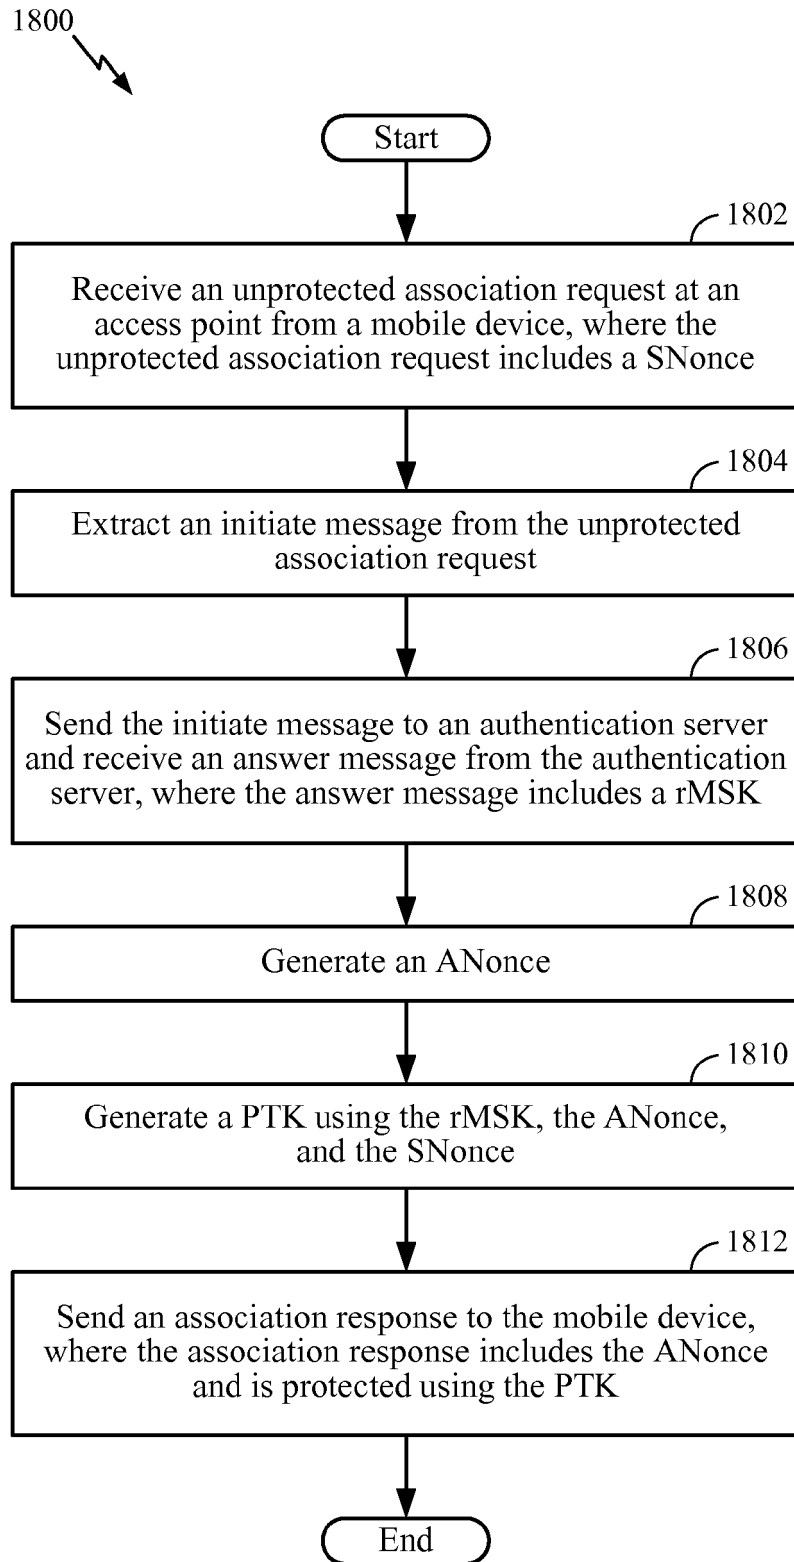 1800
Start
1802
Receive an unprotected association request at an
access point from a mobile device, where the
unprotected association request includes a SNonce
1804
Extract an initiate message from the unprotected
association request
1806
Send the initiate message to an authentication server
and receive an answer message from the authentication
server, where the answer message includes a rMSK
1808
Generate an ANonce
1810
Generate a PTK using the rMSK, the ANonce,
and the SNonce
1812
Send an association response to the mobile device,
where the association response includes the ANonce
and is protected using the PTK
End